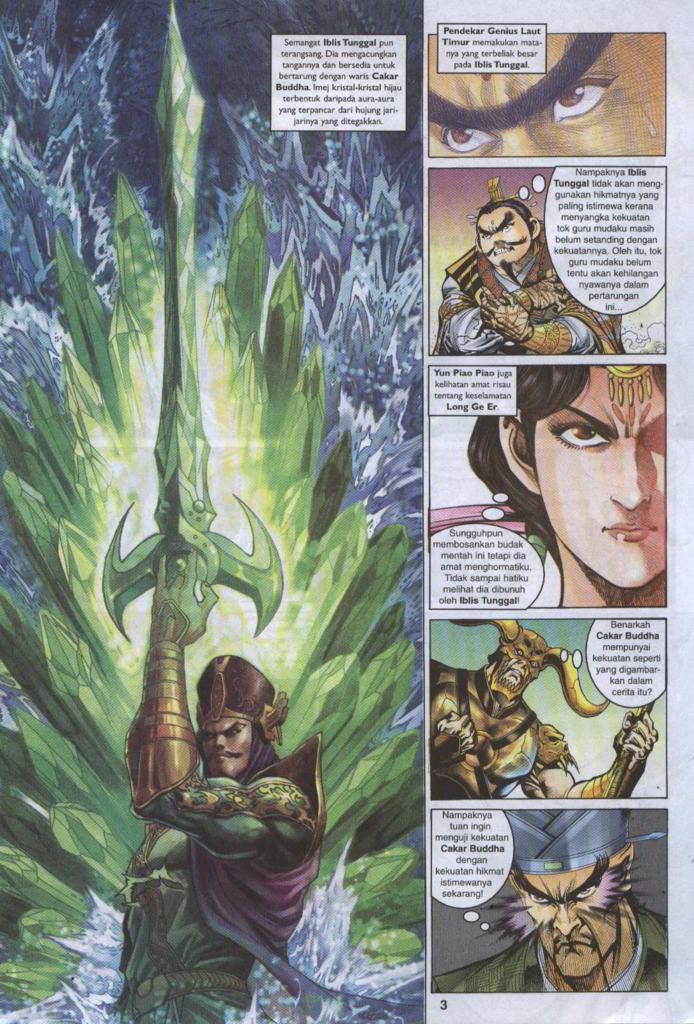 Semangat Iblis Tunggal pun
terangsang. Dia mengacungkan
tangannya dan bersedia untuk
bertarung dengan waris Cakar
Buddha. Imej kristal-kristal hijau
terbentuk daripada aura-aura
yang terpancar dari hujung jari-
jarinya yang ditegakkan.
Pendekar Genius Laut
Timur memakukan mata-
nya yang terbeliak besar
pada Iblis Tunggal.
Nampaknya Iblis
Tunggal tidak akan meng-
gunakan hikmatnya yang
paling istimewa kerana
menyangka kekuatan
tok guru mudaku masih
belum setanding dengan
kekuatannya. Oleh itu, tok
guru mudaku belum
tentu akan kehilangan
nyawanya dalam
pertarungan
ini...
Yun Piao Piao juga
kelihatan amat risau
tentang keselamatan
Long Ge Er.
Sungguhpun
membosankan budak
mentah ini tetapi dia
amat menghormatiku.
Tidak sampai hatiku
melihat dia dibunuh
oleh Iblis Tunggal!
Benarkah
Cakar Buddha
mempunyai
kekuatan seperti
yang digambar-
kan dalam
cerita itu?
Nampaknya
tuan ingin
menguji kekuatan
Cakar Buddha
dengan
kekuatan hikmat
istimewanya
sekarang!
3